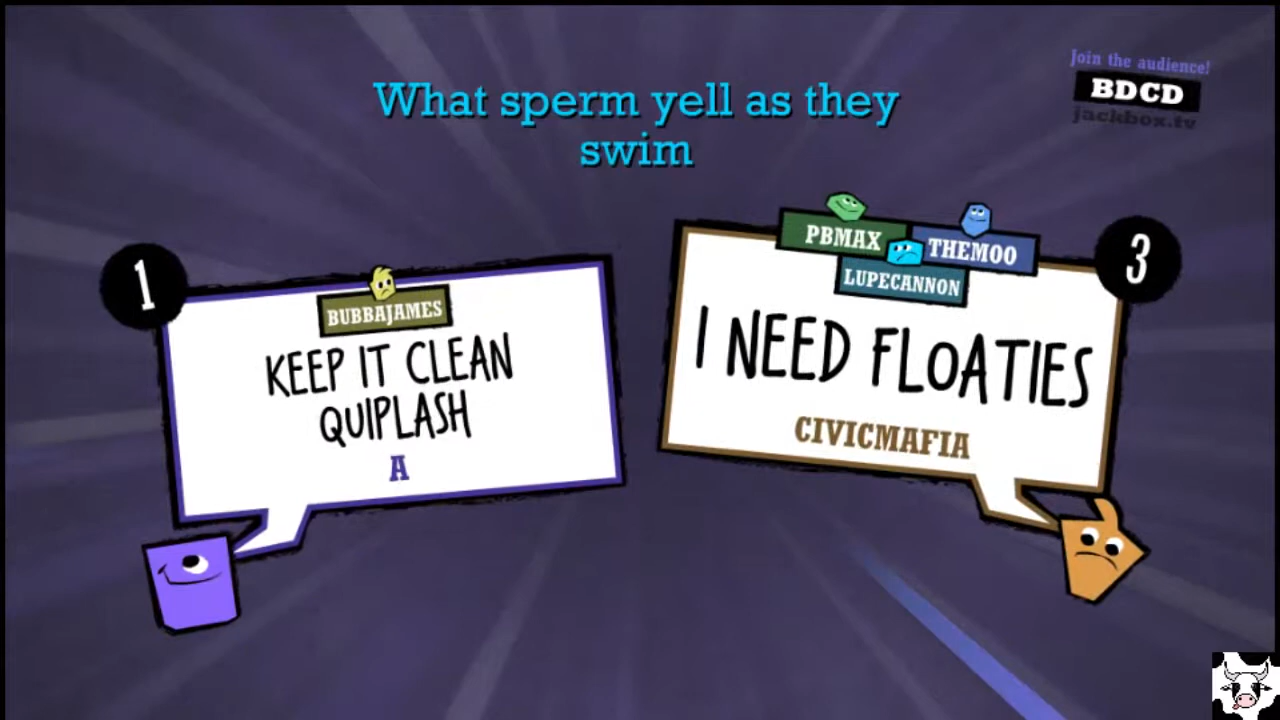 What sperm yell as they
swim
Join the audience!
BDCD
jackbox.tv
1
BUBBAJAMES
KEEP IT CLEAN
QUIPLASH
A
PBMAX
THEMOO
LUPECANNON
3
I NEED FLOATIES
CIVICMAFIA